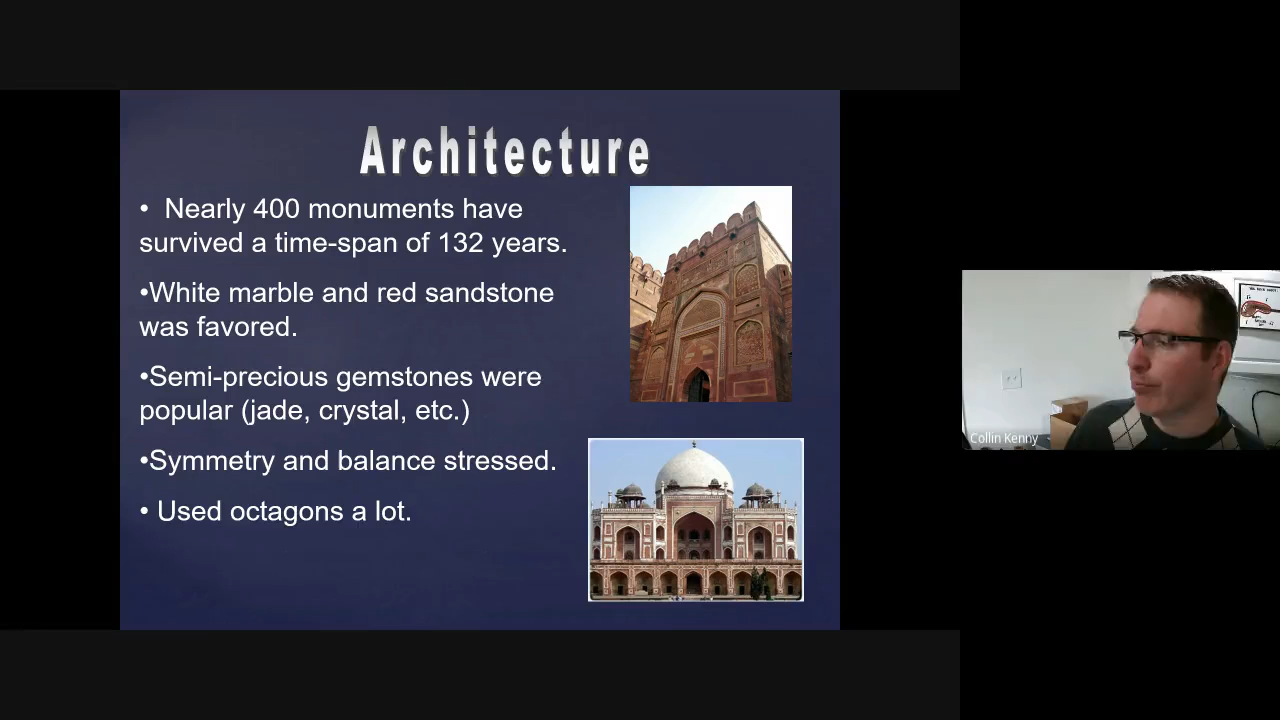 Architecture
• Nearly 400 monuments have
survived a time-span of 132 years.
•White marble and red sandstone
was favored.
•Semi-precious gemstones were
popular (jade, crystal, etc.)
•Symmetry and balance stressed.
• Used octagons a lot.
Collin Kenny